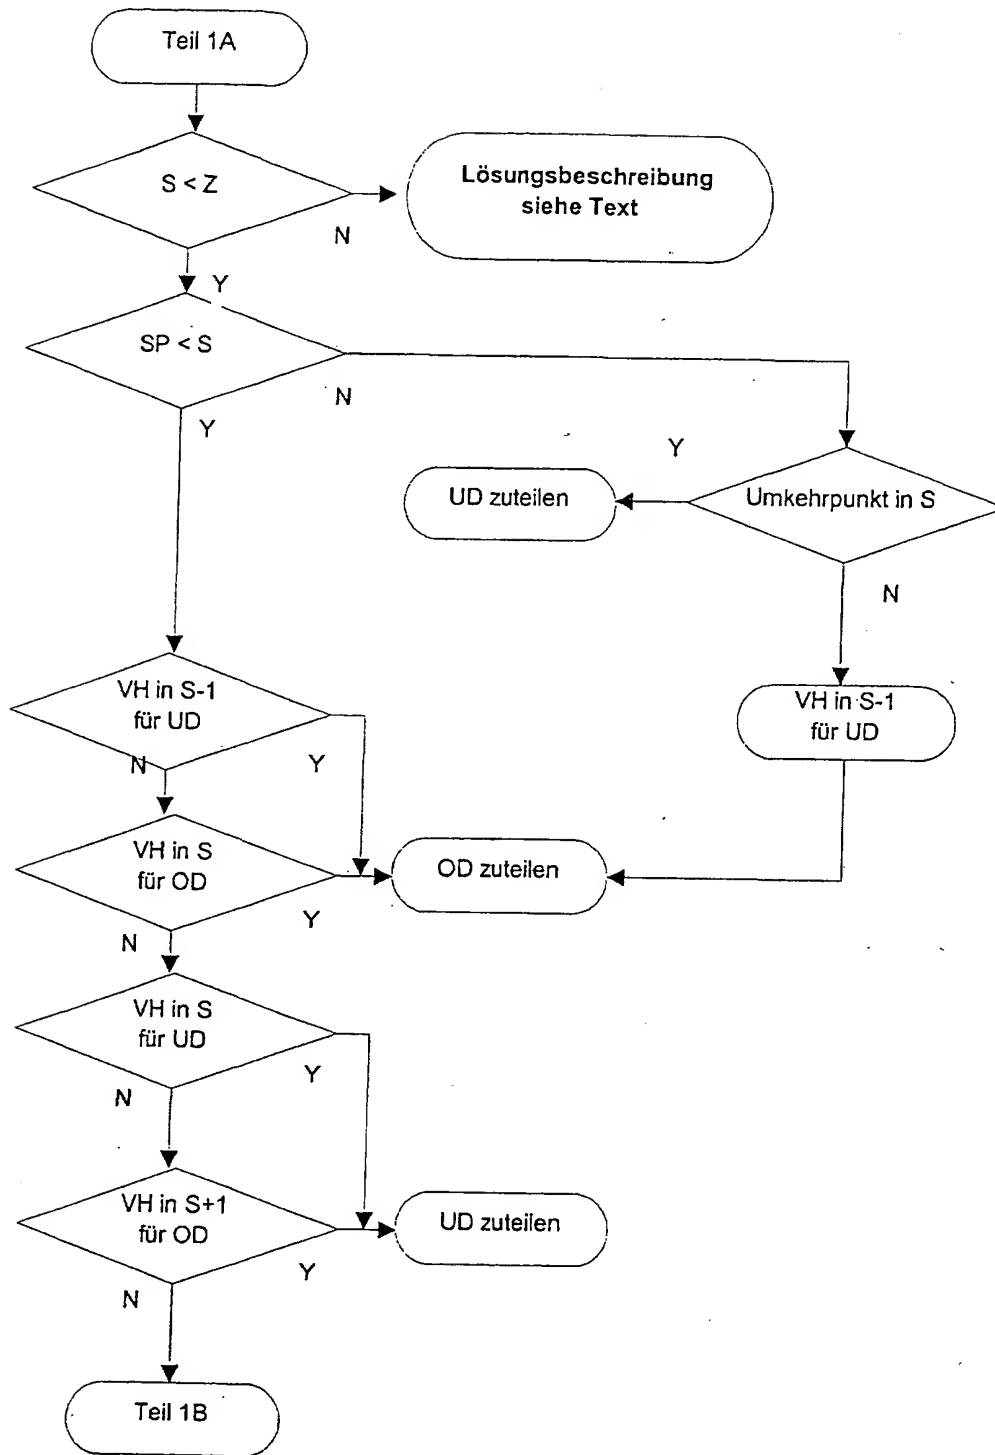 Teil 1A
S < Z
Lösungsbeschreibung
siehe Text
N
Y
SP < S
N
Y
Y
UD zuteilen
Umkehrpunkt in S
N
VH in S-1
für UD
VH in S-1
für UD
N
Y
VH in S
für OD
OD zuteilen
Y
N
VH in S
für UD
Y
N
VH in S+1
für OD
UD zuteilen
Y
N
Teil 1B